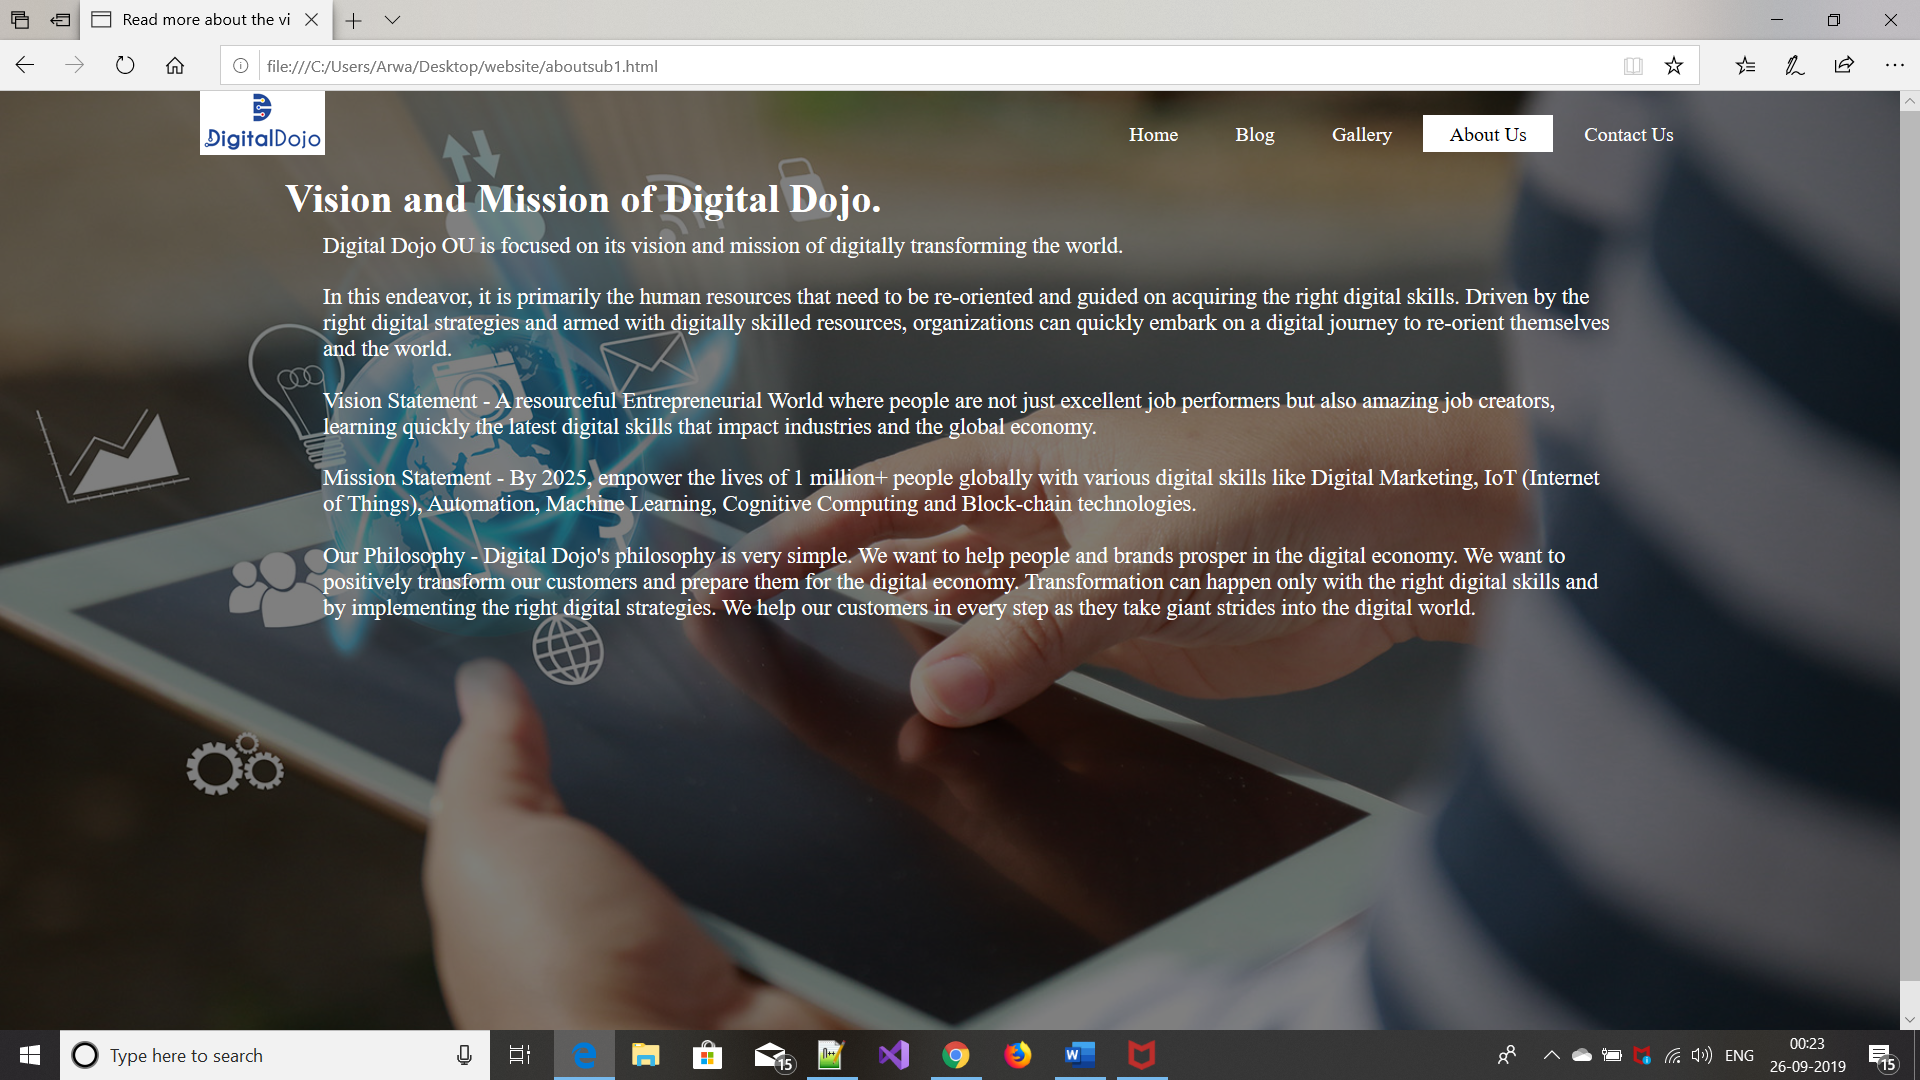 Read more about the vi
file:///C:/Users/Arwa/Desktop/website/aboutsub1.html
DigitalDojo
Home Blog Gallery About Us Contact Us
Vision and Mission of Digital Dojo.
Digital Dojo OU is focused on its vision and mission of digitally transforming the world.
In this endeavor, it is primarily the human resources that need to be re-oriented and guided on acquiring the right digital skills. Driven by the
right digital strategies and armed with digitally skilled resources, organizations can quickly embark on a digital journey to re-orient themselves
and the world.
Vision Statement - A resourceful Entrepreneurial World where people are not just excellent job performers but also amazing job creators,
learning quickly the latest digital skills that impact industries and the global economy.
Mission Statement - By 2025, empower the lives of 1 million+ people globally with various digital skills like Digital Marketing, IoT (Internet
of Things), Automation, Machine Learning, Cognitive Computing and Block-chain technologies.
Our Philosophy - Digital Dojo's philosophy is very simple. We want to help people and brands prosper in the digital economy. We want to
positively transform our customers and prepare them for the digital economy. Transformation can happen only with the right digital skills and
by implementing the right digital strategies. We help our customers in every step as they take giant strides into the digital world.
Type here to search
15
ENG
00:23
26-09-2019
15